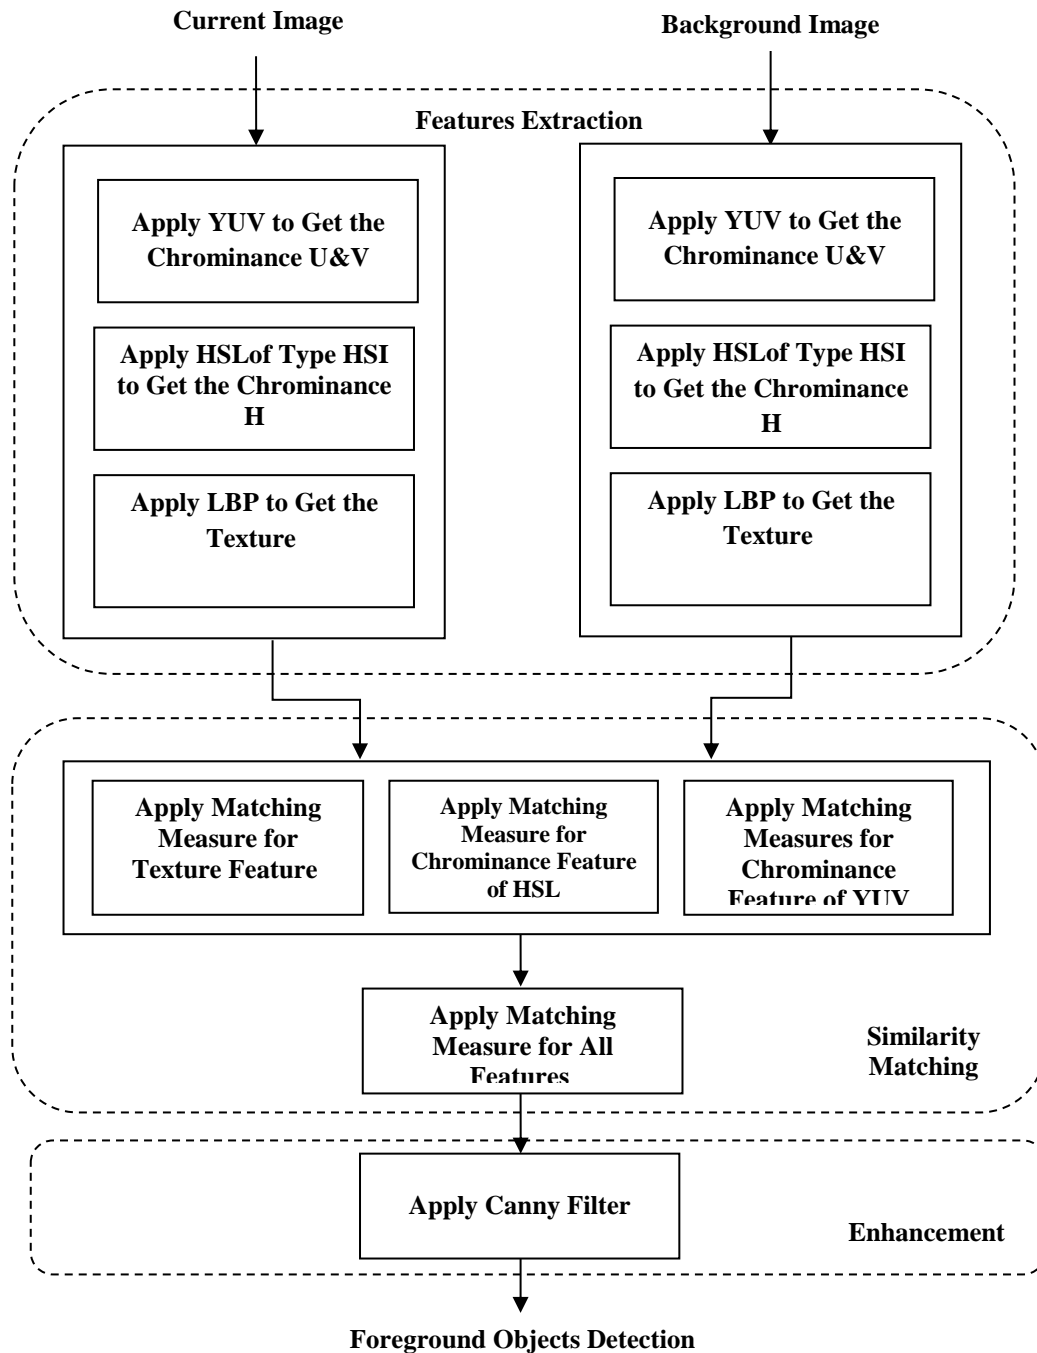 Current Image
Background Image
Features Extraction
Apply YUV to Get the
Chrominance U&V
Apply HSLof Type HSI
to Get the Chrominance
H
Apply LBP to Get the
Texture
Apply YUV to Get the
Chrominance U&V
Apply HSLof Type HSI
to Get the Chrominance
H
Apply LBP to Get the
Texture
Apply Matching
Measure for
Texture Feature
Apply Matching
Measure for
Chrominance Feature
of HSL
Apply Matching
Measures for
Chrominance
Feature of YUV
Apply Matching
Measure for All
Features
Similarity
Matching
Apply Canny Filter
Enhancement
Foreground Objects Detection